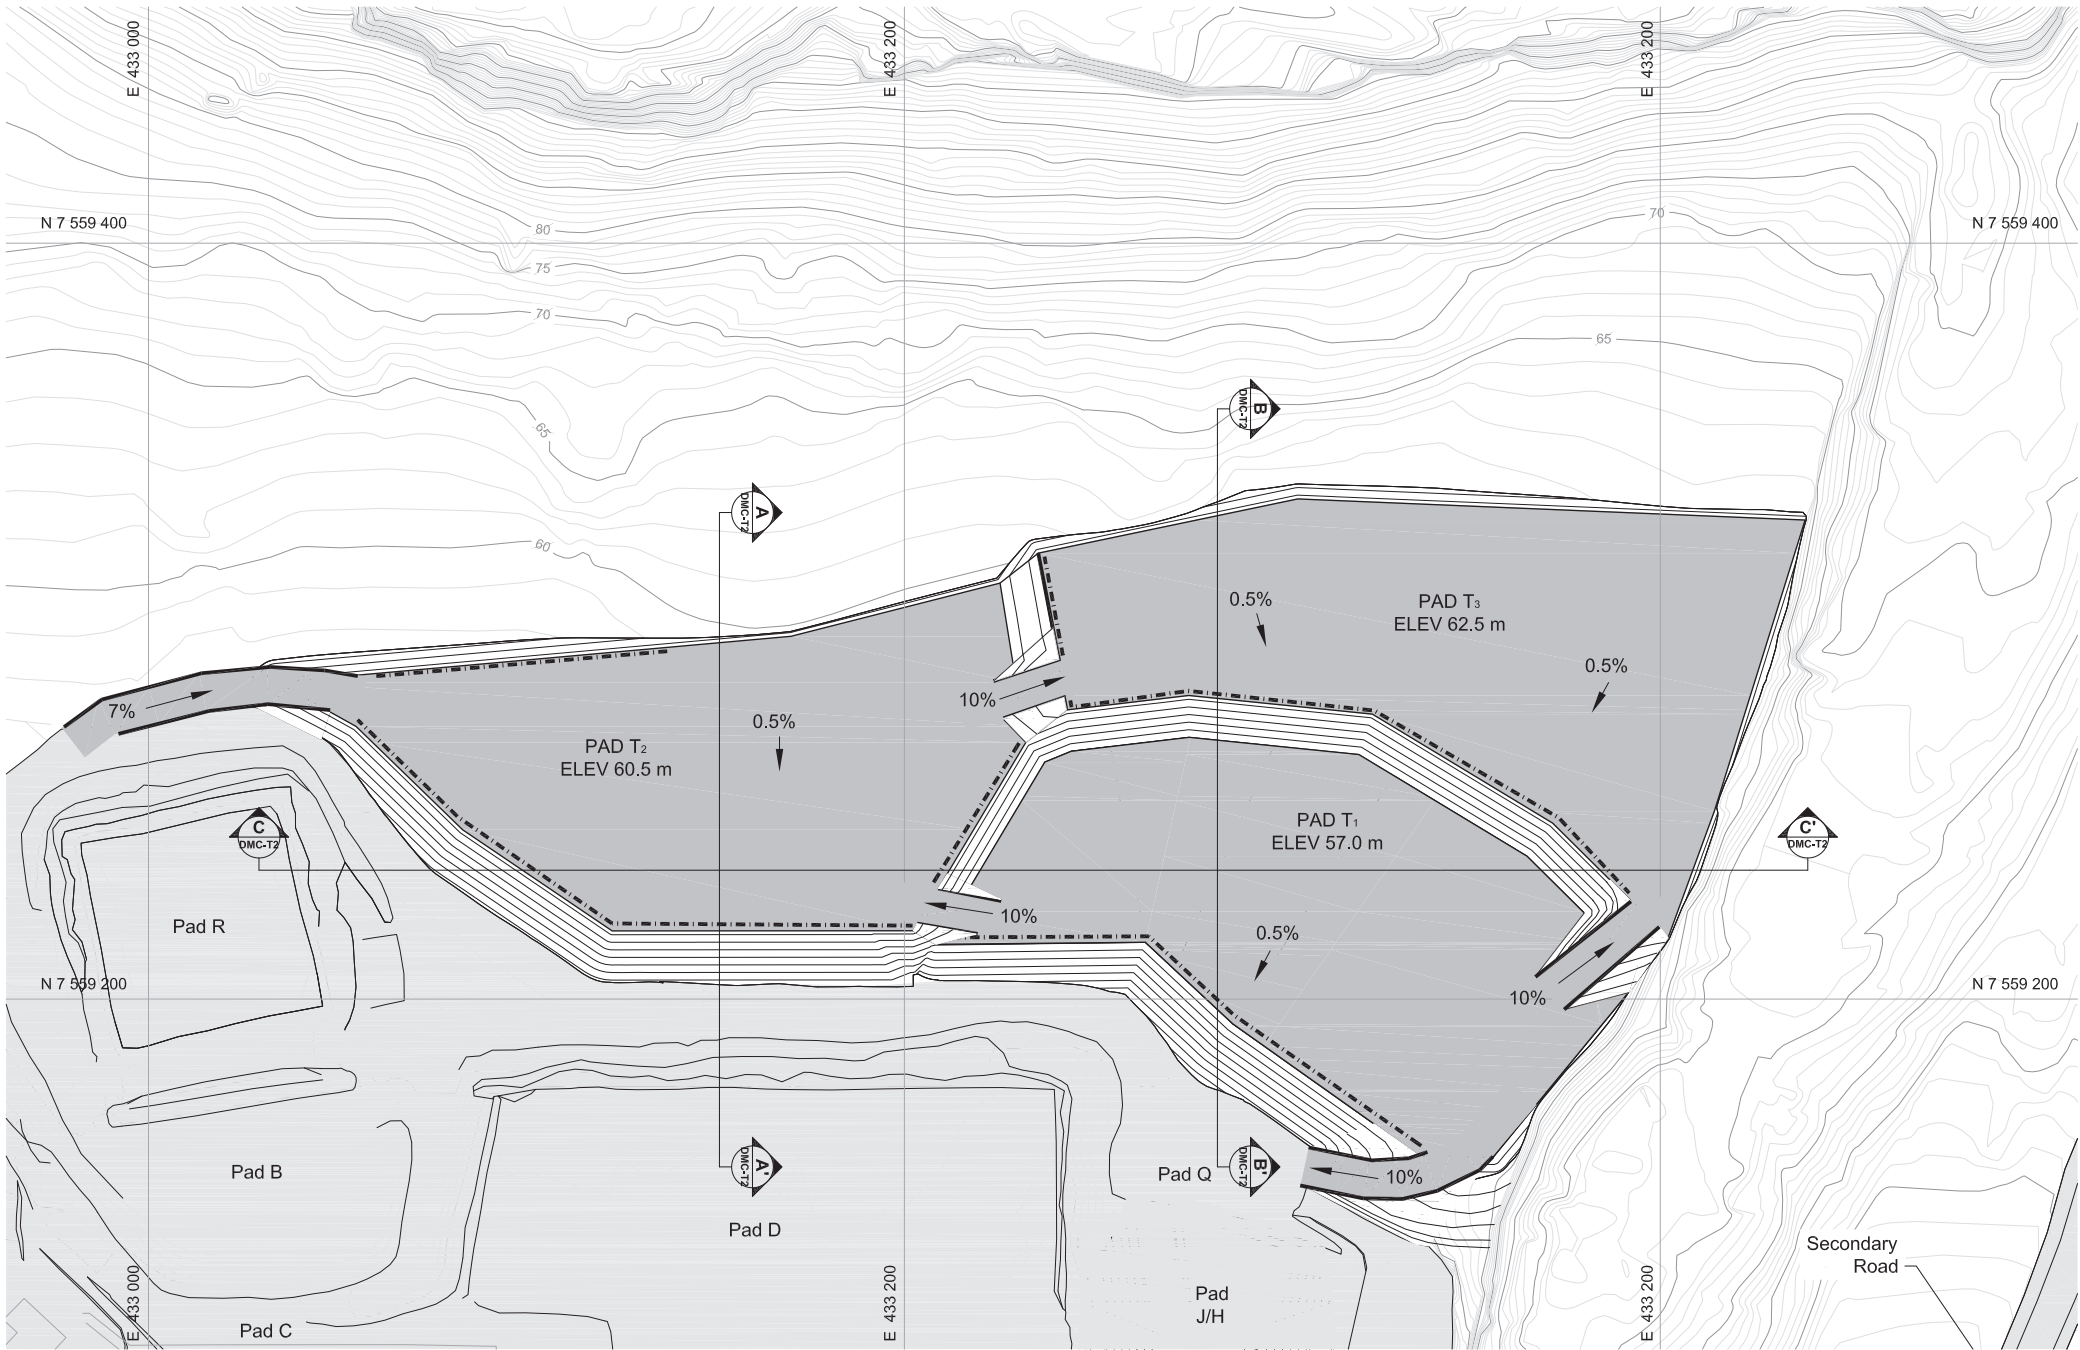 E 433 000
E 433 200
E 433 200
N 7 559 400
N 7 559 400
80
75
70
70
65
65
60
A
DMC-T2
B
DMC-T2
PAD T₃
ELEV 62.5 m
0.5%
0.5%
7%
10%
0.5%
PAD T₂
ELEV 60.5 m
PAD T₁
ELEV 57.0 m
C
DMC-T2
C'
DMC-T2
Pad R
10%
0.5%
10%
N 7 559 200
N 7 559 200
Pad B
A'
DMC-T2
Pad Q
B'
DMC-T2
10%
Pad D
Secondary
Road
Pad
J/H
Pad C
E 433 000
E 433 200
E 433 200